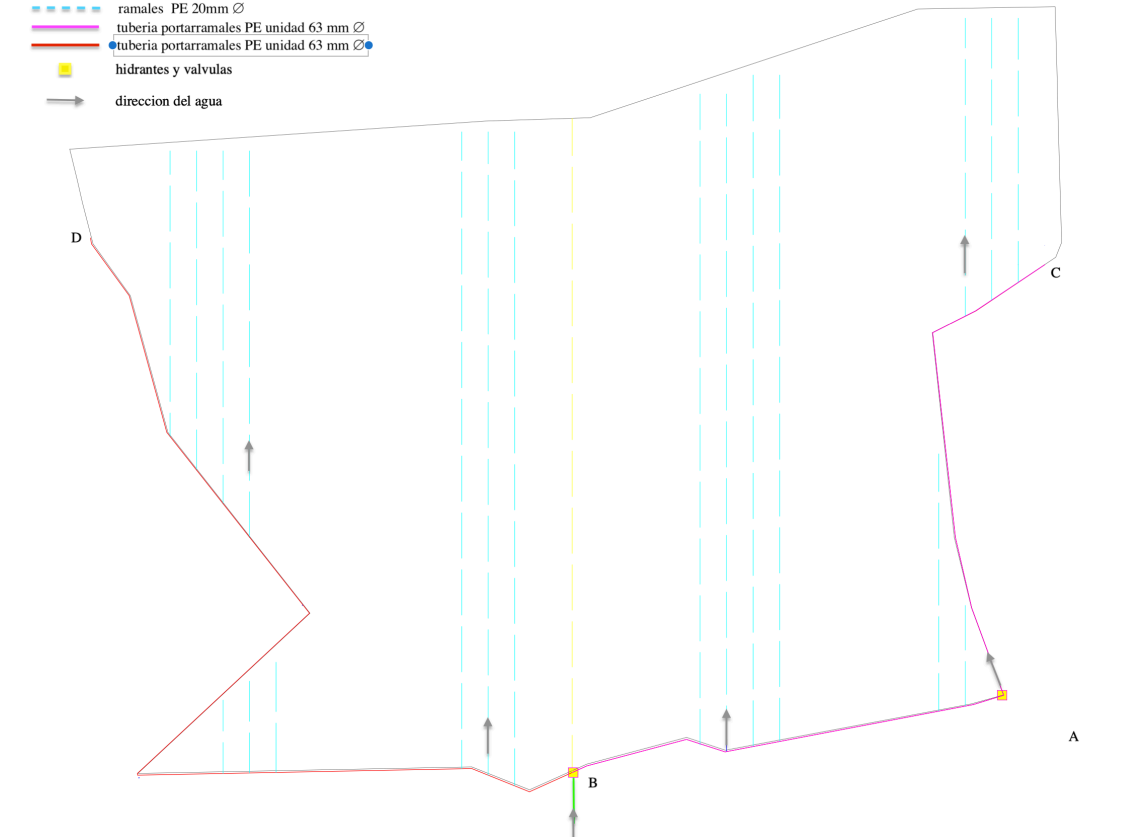 ramales PE 20mm ∅
tuberia portarramales PE unidad 63 mm ∅
tuberia portarramales PE unidad 63 mm ∅
hidrantes y valvulas
direccion del agua
D
C
A
B